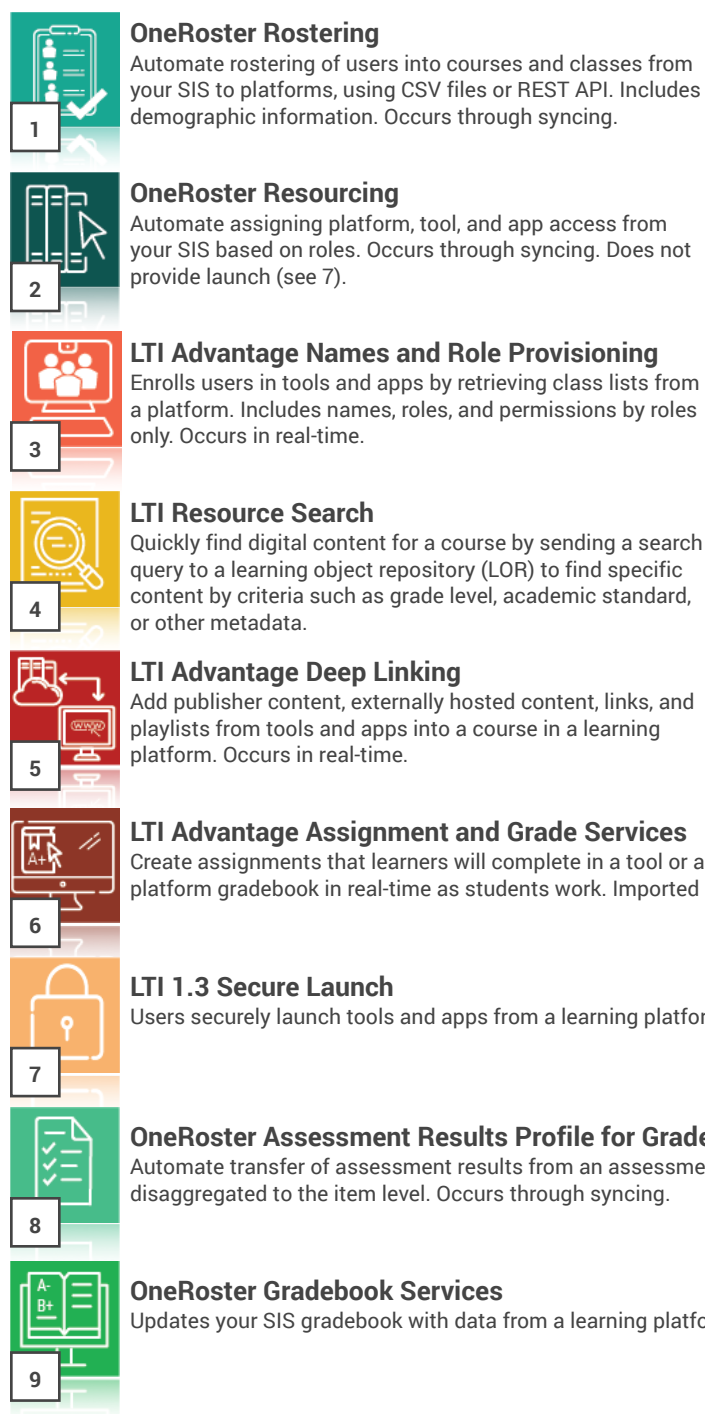 OneRoster Rostering
Automate rostering of users into courses and classes from
your SIS to platforms, using CSV files or REST API. Includes
demographic information. Occurs through syncing.
1
OneRoster Resourcing
Automate assigning platform, tool, and app access from
your SIS based on roles. Occurs through syncing. Does not
provide launch (see 7).
2
LTI Advantage Names and Role Provisioning
Enrolls users in tools and apps by retrieving class lists from
a platform. Includes names, roles, and permissions by roles
only. Occurs in real-time.
3
LTI Resource Search
Quickly find digital content for a course by sending a search
query to a learning object repository (LOR) to find specific
content by criteria such as grade level, academic standard,
or other metadata.
4
LTI Advantage Deep Linking
Add publisher content, externally hosted content, links, and
playlists from tools and apps into a course in a learning
platform. Occurs in real-time.
www
5
LTI Advantage Assignment and Grade Services
Create assignments that learners will complete in a tool or a
platform gradebook in real-time as students work. Imported
A+
6
LTI 1.3 Secure Launch
Users securely launch tools and apps from a learning platfor
7
OneRoster Assessment Results Profile for Grade
Automate transfer of assessment results from an assessme
disaggregated to the item level. Occurs through syncing.
8
A-
B+
OneRoster Gradebook Services
Updates your SIS gradebook with data from a learning platfo
9